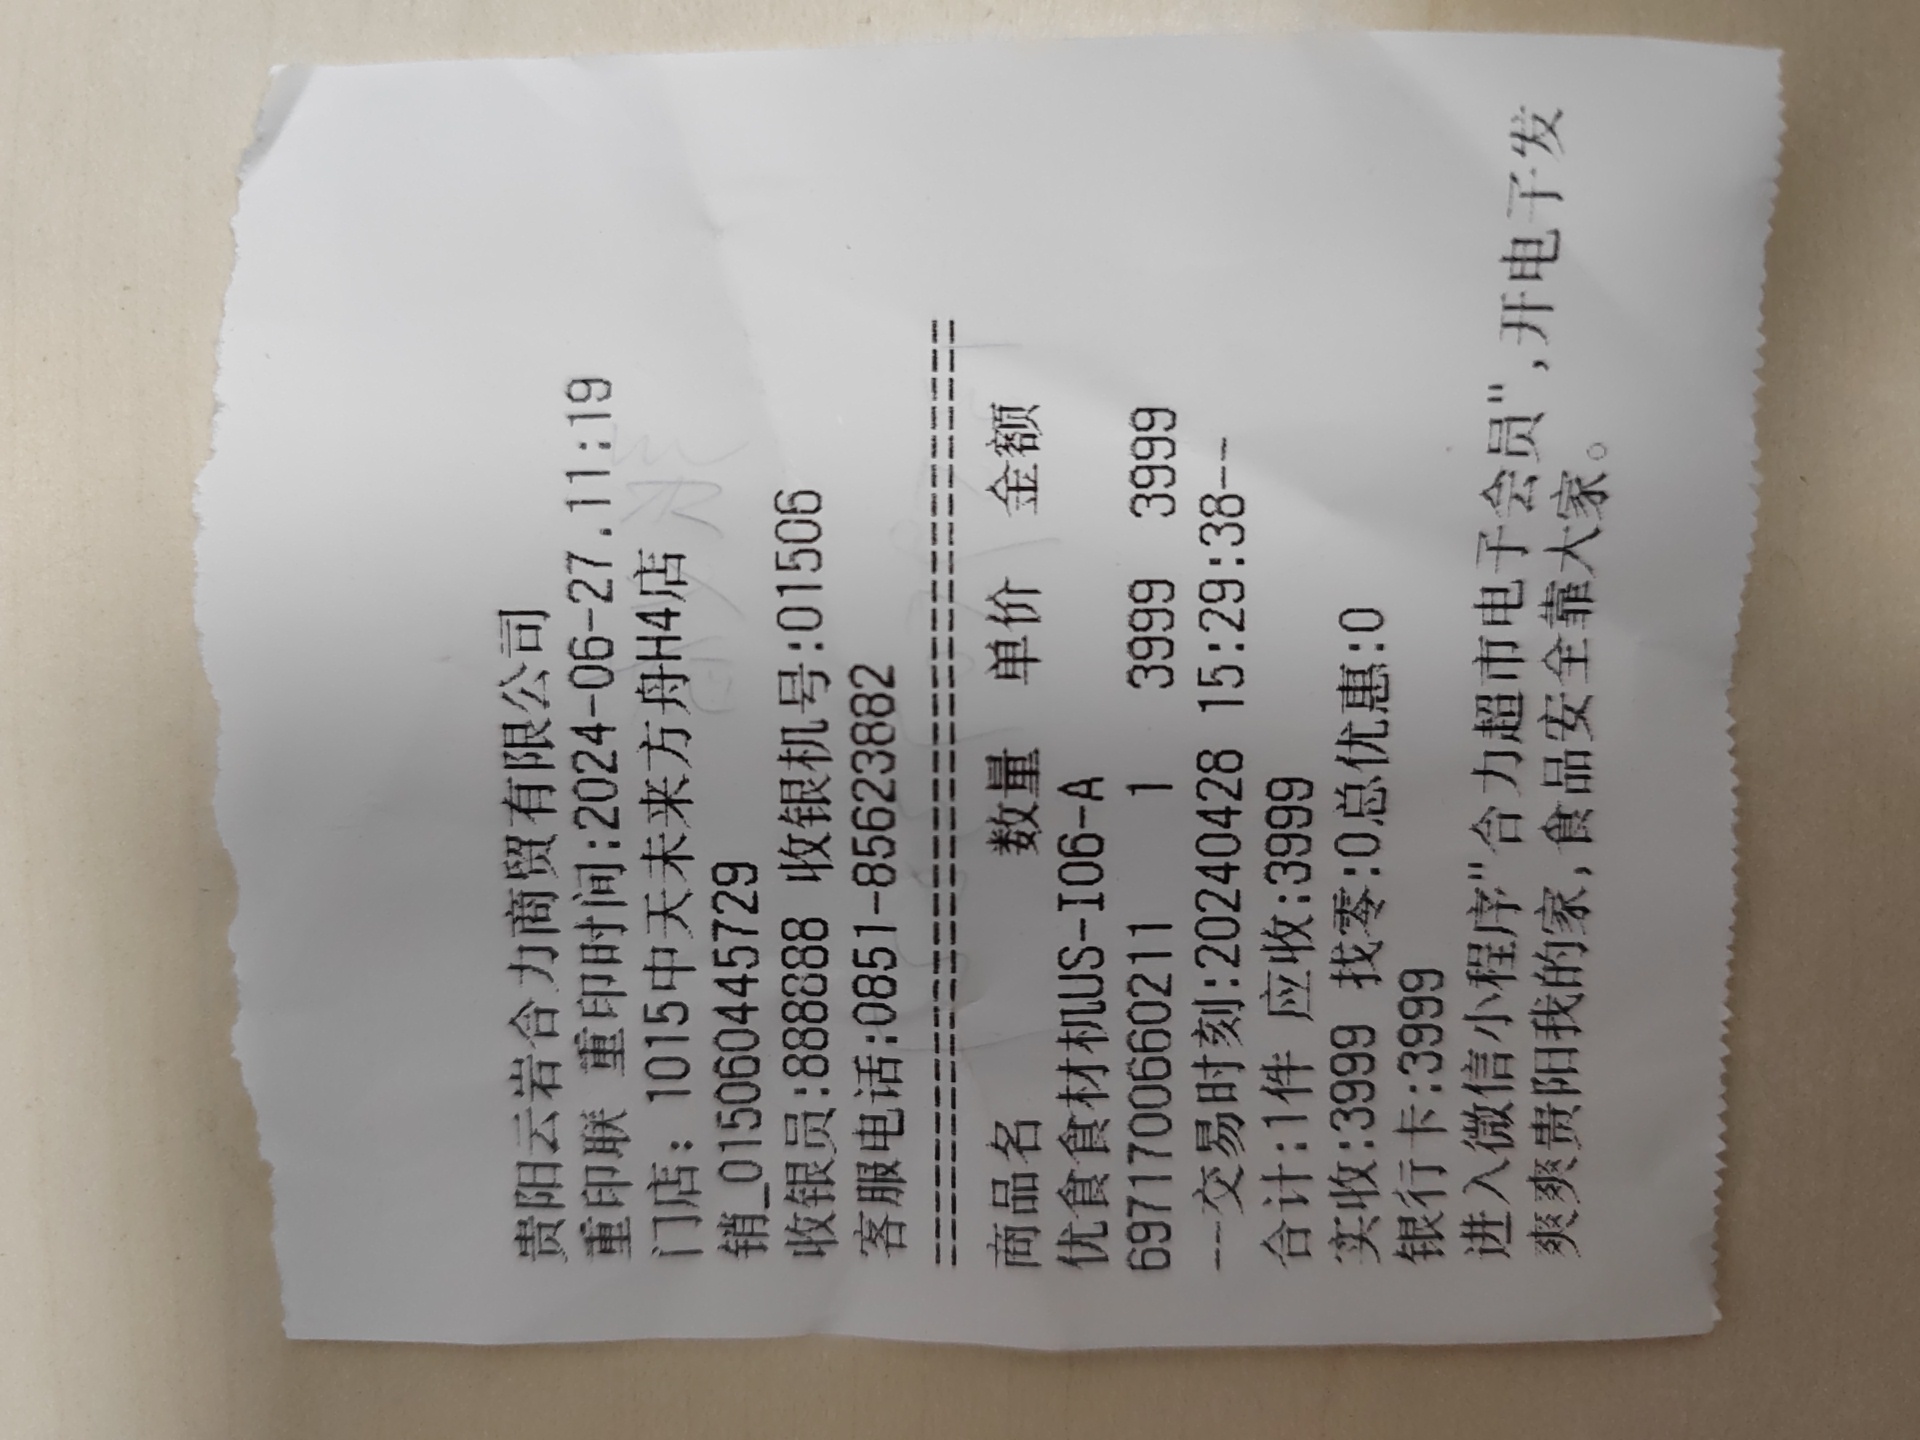 贵阳云岩合力商贸有限公司
重印联 重印时间:2024-06-27.11:19
门店: 1015中天未来方舟H4店
销_015060445729
收银员:88888 收银机号:01506
客服电话:0851-85623882
==================================
商品名 数量 单价 金额
优食食材机US-I06-A
6971700660211 1 3999 3999
--交易时刻:20240428 15:29:38--
合计:1件 应收:3999
实收:3999 找零:0总优惠:0
银行卡:3999
进入微信小程序"合力超市电子会员",开电子发
爽爽贵阳我的家,食品安全靠大家。